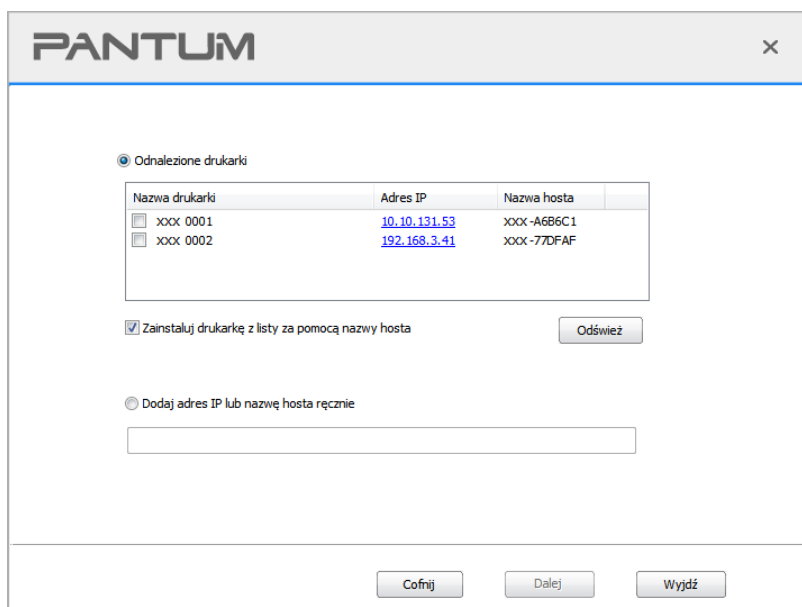 PANTUM
Odnalezione drukarki
Nazwa drukarki Adres IP Nazwa hosta
xxx 0001 10.10.131.53 xxx-A6B6C1
xxx 0002 192.168.3.41 xxx-77DFAF
Zainstaluj drukarkę z listy za pomocą nazwy hosta Odśwież
Dodaj adres IP lub nazwę hosta ręcznie
Cofnij Dalej Wyjdź